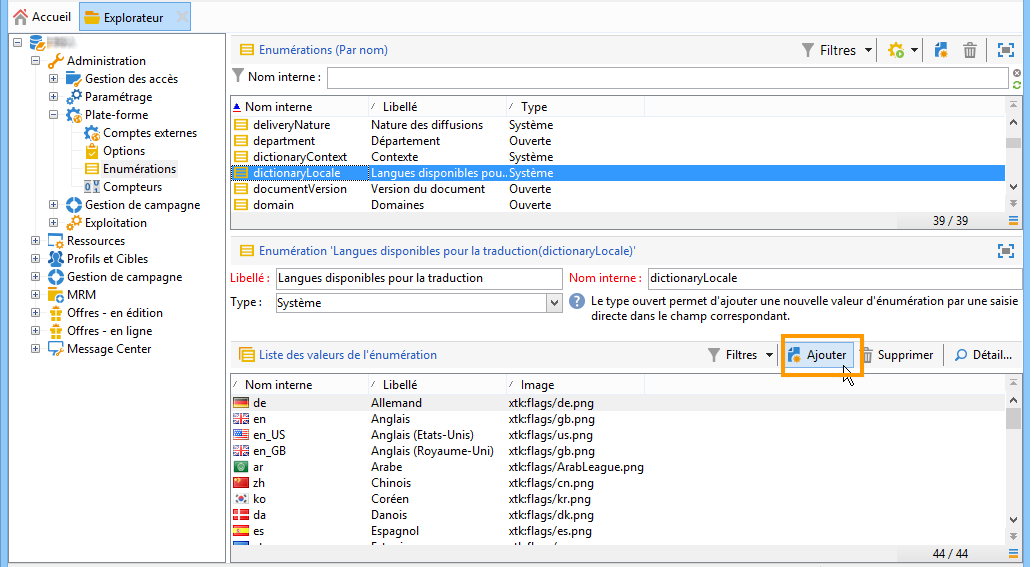 Accueil
Explorateur
Administration
Gestion des accès
Paramétrage
Plate-forme
Comptes externes
Options
Enumérations
Compteurs
Gestion de campagne
Exploitation
Ressources
Profils et Cibles
Gestion de campagne
MRM
Offres - en édition
Offres - en ligne
Message Center
Enumérations (Par nom)
Filtres
Nom interne :
Nom interne Libellé Type
deliveryNature Nature des diffusions Système
department Département Ouverte
dictionaryContext Contexte Système
dictionaryLocale Langues disponibles pou... Système
documentVersion Version du document Ouverte
domain Domaines Ouverte
39 / 39
Enumération 'Langues disponibles pour la traduction(dictionaryLocale)'
Libellé : Langues disponibles pour la traduction Nom interne : dictionaryLocale
Type : Système Le type ouvert permet d'ajouter une nouvelle valeur d'énumération par une saisie
directe dans le champ correspondant.
Liste des valeurs de l'énumération Filtres Ajouter Supprimer Détail...
Nom interne Libellé Image
de Allemand xtk:flags/de.png
en Anglais xtk:flags/gb.png
en_US Anglais (Etats-Unis) xtk:flags/us.png
en_GB Anglais (Royaume-Uni) xtk:flags/gb.png
ar Arabe xtk:flags/ArabLeague.png
zh Chinois xtk:flags/cn.png
ko Coréen xtk:flags/kr.png
da Danois xtk:flags/dk.png
es Espagnol xtk:flags/es.png
44 / 44